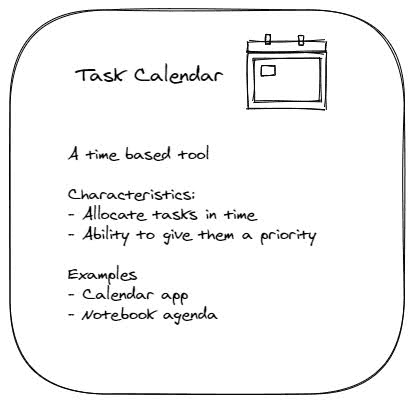 Task Calendar
A time based tool
Characteristics:
- Allocate tasks in time
- Ability to give them a priority
Examples
- Calendar app
- Notebook agenda